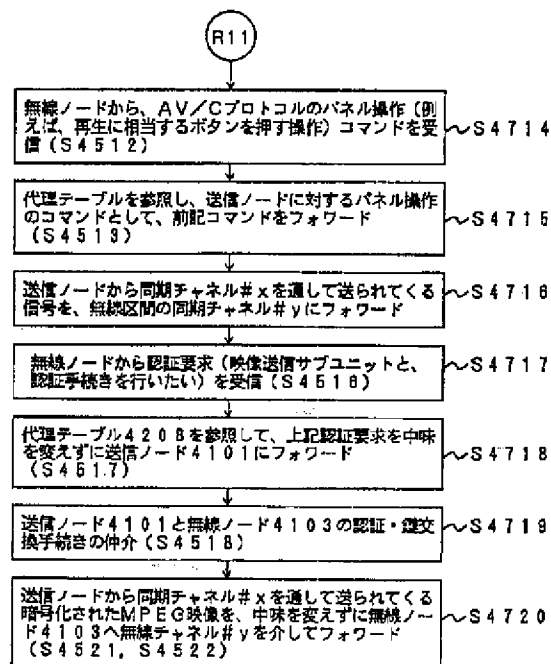 R11
無線ノードから、AV/Cプロトコルのパネル操作(例
えば、再生に相当するボタンを押す操作)コマンドを受
信(S4512)
~S4714
代理テーブルを参照し、送信ノードに対するパネル操作
のコマンドとして、前記コマンドをフォワード
(S4513)
~S4715
送信ノードから同期チャネル#xを通して送られてくる
信号を、無線区間の同期チャネル#yにフォワード
~S4716
無線ノードから認証要求(映像送信サブユニットと、
認証手続きを行いたい)を受信(S4516)
~S4717
代理テーブル4208を参照して、上記認証要求を中味
を変えずに送信ノード4101にフォワード
(S4517)
~S4718
送信ノード4101と無線ノード4103の認証・鍵交
換手続きの仲介(S4518)
~S4719
送信ノードから同期チャネル#xを通して送られてくる
暗号化されたMPEG映像を、中味を変えずに無線ノー
ド4103へ無線チャネル#yを介してフォワード
(S4521,S4522)
~S4720